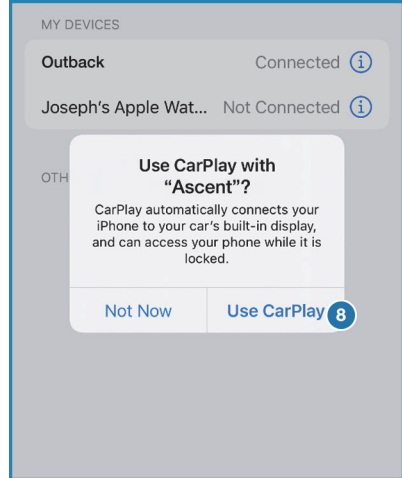 MY DEVICES
Outback Connected i
Joseph's Apple Wat... Not Connected i
OTH
Use CarPlay with
“Ascent”?
CarPlay automatically connects your
iPhone to your car's built-in display,
and can access your phone while it is
locked.
Not Now Use CarPlay 8